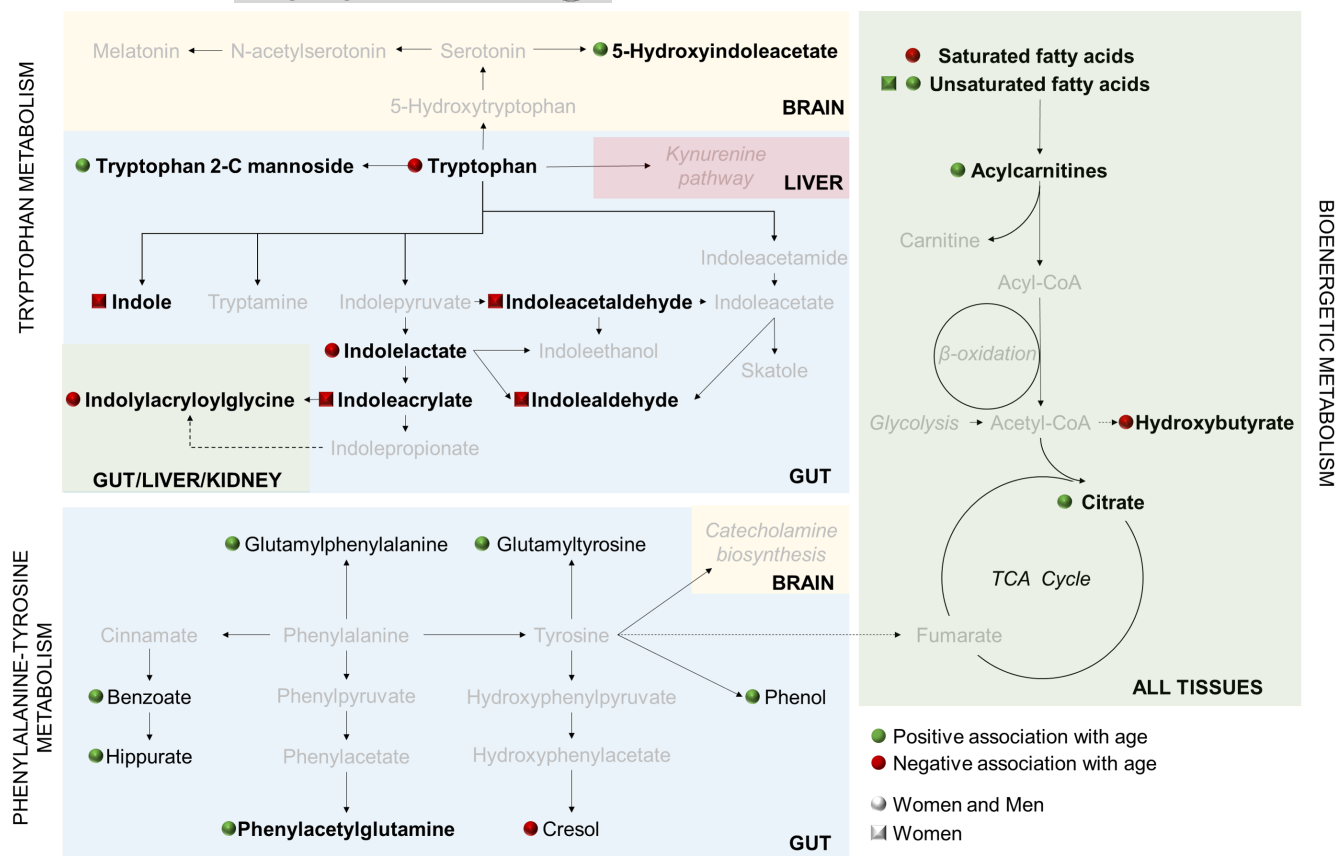 TRYPTOPHAN METABOLISM
Melatonin
N-acetylserotonin
Serotonin
5-Hydroxyindoleacetate
5-Hydroxytryptophan
BRAIN
Tryptophan 2-C mannoside
Tryptophan
Kynurenine
pathway
LIVER
Indoleacetamide
Indole
Tryptamine
Indolepyruvate
Indoleacetaldehyde
Indoleacetate
Indolelactate
Indoleethanol
Skatole
Indolylacryloylglycine
Indoleacrylate
Indolealdehyde
Indolepropionate
GUT/LIVER/KIDNEY
GUT
PHENYLALANINE-TYROSINE
METABOLISM
Glutamylphenylalanine
Glutamyltyrosine
Catecholamine
biosynthesis
BRAIN
Cinnamate
Phenylalanine
Tyrosine
Benzoate
Phenylpyruvate
Hydroxyphenylpyruvate
Phenol
Hippurate
Phenylacetate
Hydroxyphenylacetate
Phenylacetylglutamine
Cresol
GUT
BIOENERGETIC METABOLISM
Saturated fatty acids
Unsaturated fatty acids
Acylcarnitines
Carnitine
Acyl-CoA
β-oxidation
Glycolysis
Acetyl-CoA
Hydroxybutyrate
Citrate
TCA Cycle
Fumarate
ALL TISSUES
Positive association with age
Negative association with age
Women and Men
Women